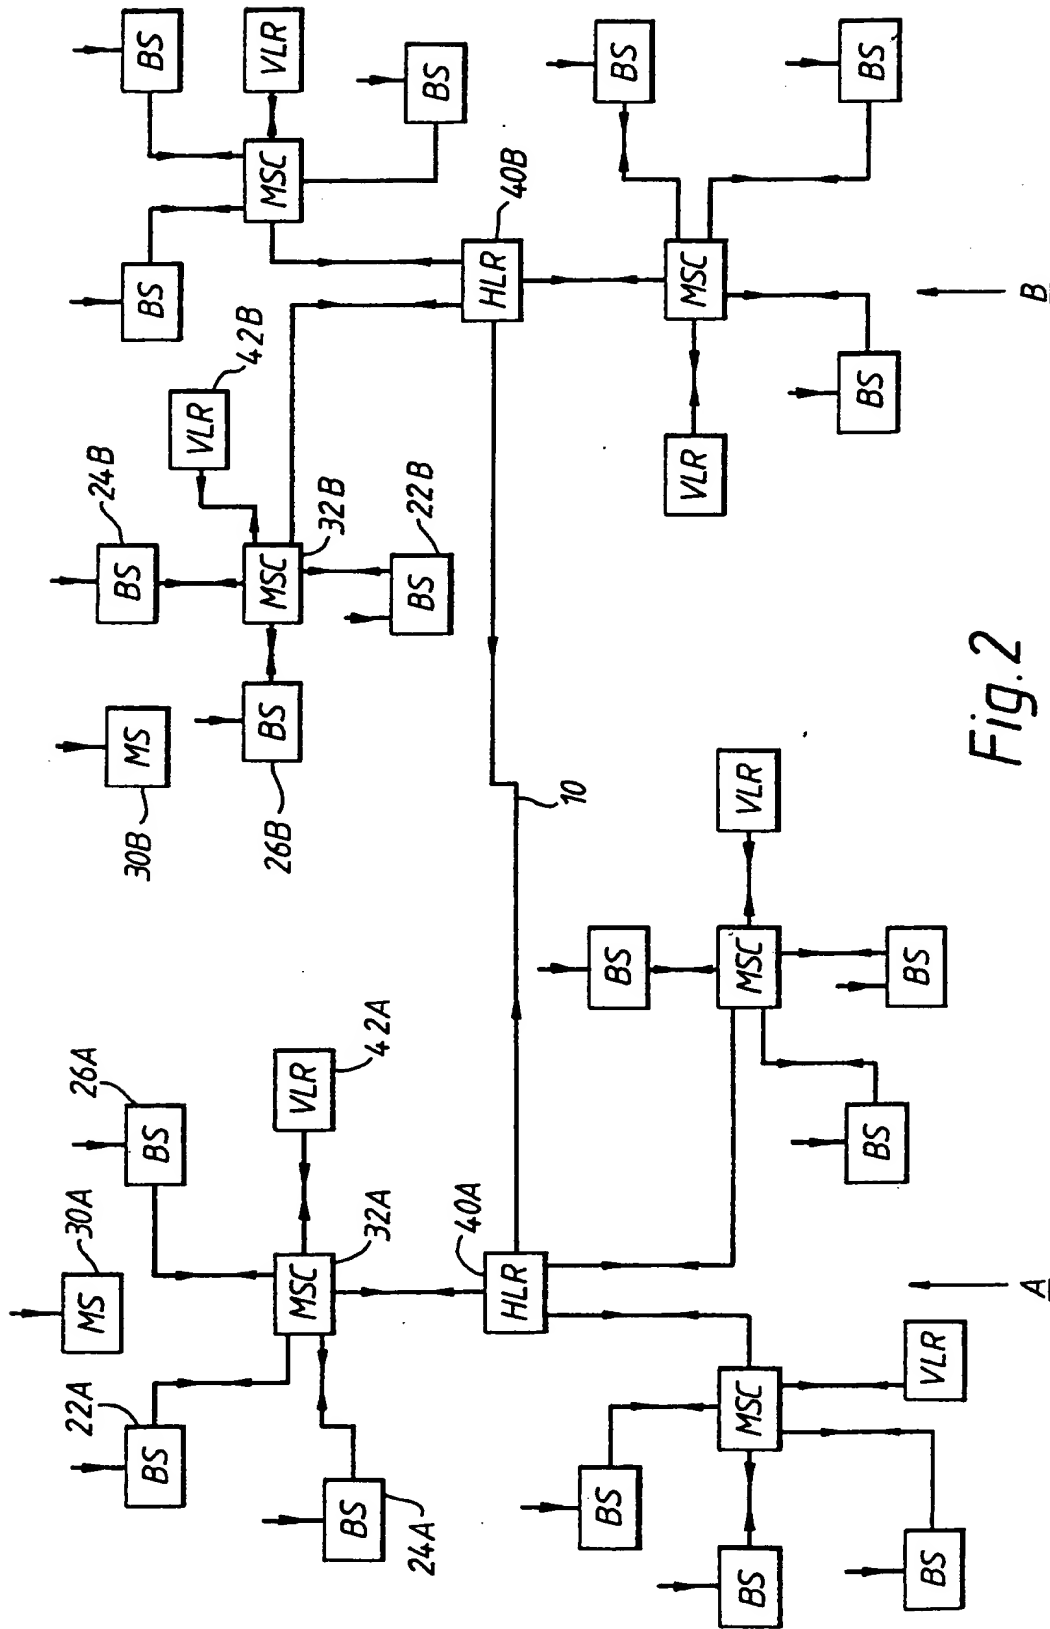 22A
MS
30A
26A
24B
BS
BS
30B
MS
BS
BS
BS
VLR
42B
26B
BS
MSC
MSC
VLR
MSC
VLR
32B
32A
42A
BS
24A
BS
22B
BS
40A
HLR
HLR
40B
10
BS
BS
BS
VLR
MSC
BS
MSC
MSC
VLR
BS
BS
BS
BS
BS
VLR
Fig.2
A
B